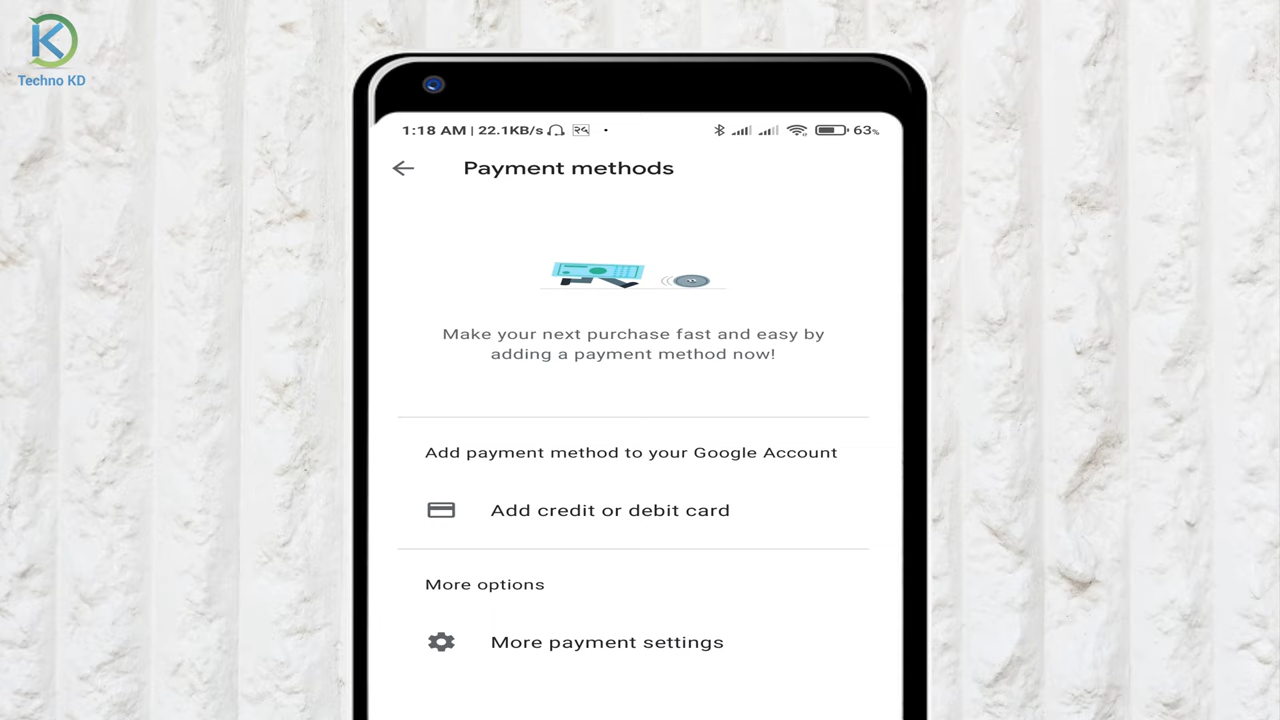 K
Techno KD
1:18 AM | 22.1KB/s
63%
Payment methods
Make your next purchase fast and easy by
adding a payment method now!
Add payment method to your Google Account
Add credit or debit card
More options
More payment settings